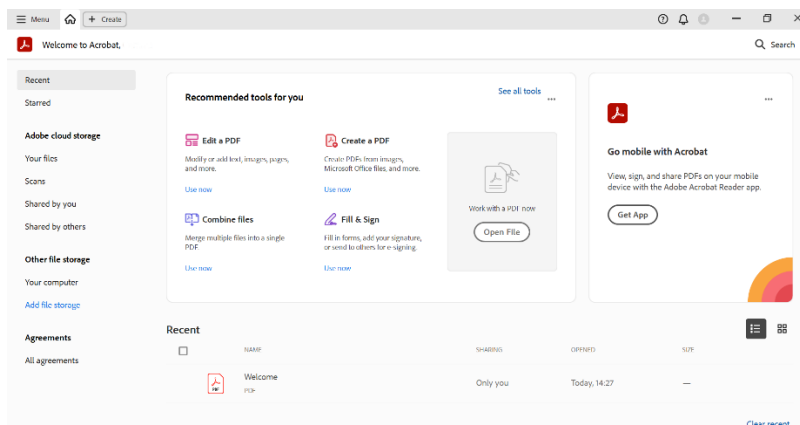 Menu
+ Create
Welcome to Acrobat,
Search
Recent
Starred
Adobe cloud storage
Your files
Scans
Shared by you
Shared by others
Other file storage
Your computer
Add file storage
Agreements
All agreements
Recommended tools for you
See all tools
Edit a PDF
Modify or add text, images, pages,
and more.
Use now
Create a PDF
Create PDFs from images,
Microsoft Office files, and more.
Use now
Combine files
Merge multiple files into a single
PDF.
Use now
Fill & Sign
Fill in forms, add your signature,
or send to others for e-signing.
Use now
Work with a PDF now
Open File
Go mobile with Acrobat
View, sign, and share PDFs on your mobile
device with the Adobe Acrobat Reader app.
Get App
Recent
NAME
SHARING
OPENED
SIZE
PDF
Welcome
PDF
Only you
Today, 14:27
—
Clear recent